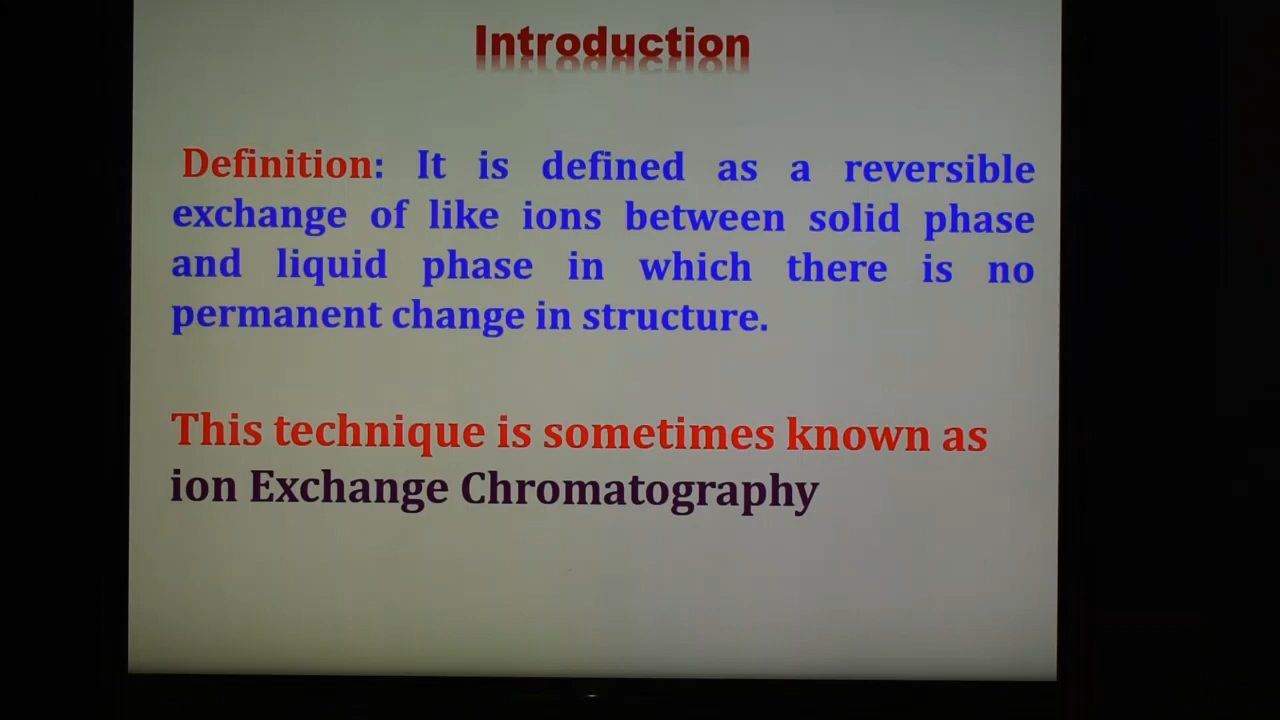 Introduction
Definition: It is defined as a reversible
exchange of like ions between solid phase
and liquid phase in which there is no
permanent change in structure.
This technique is sometimes known as
ion Exchange Chromatography